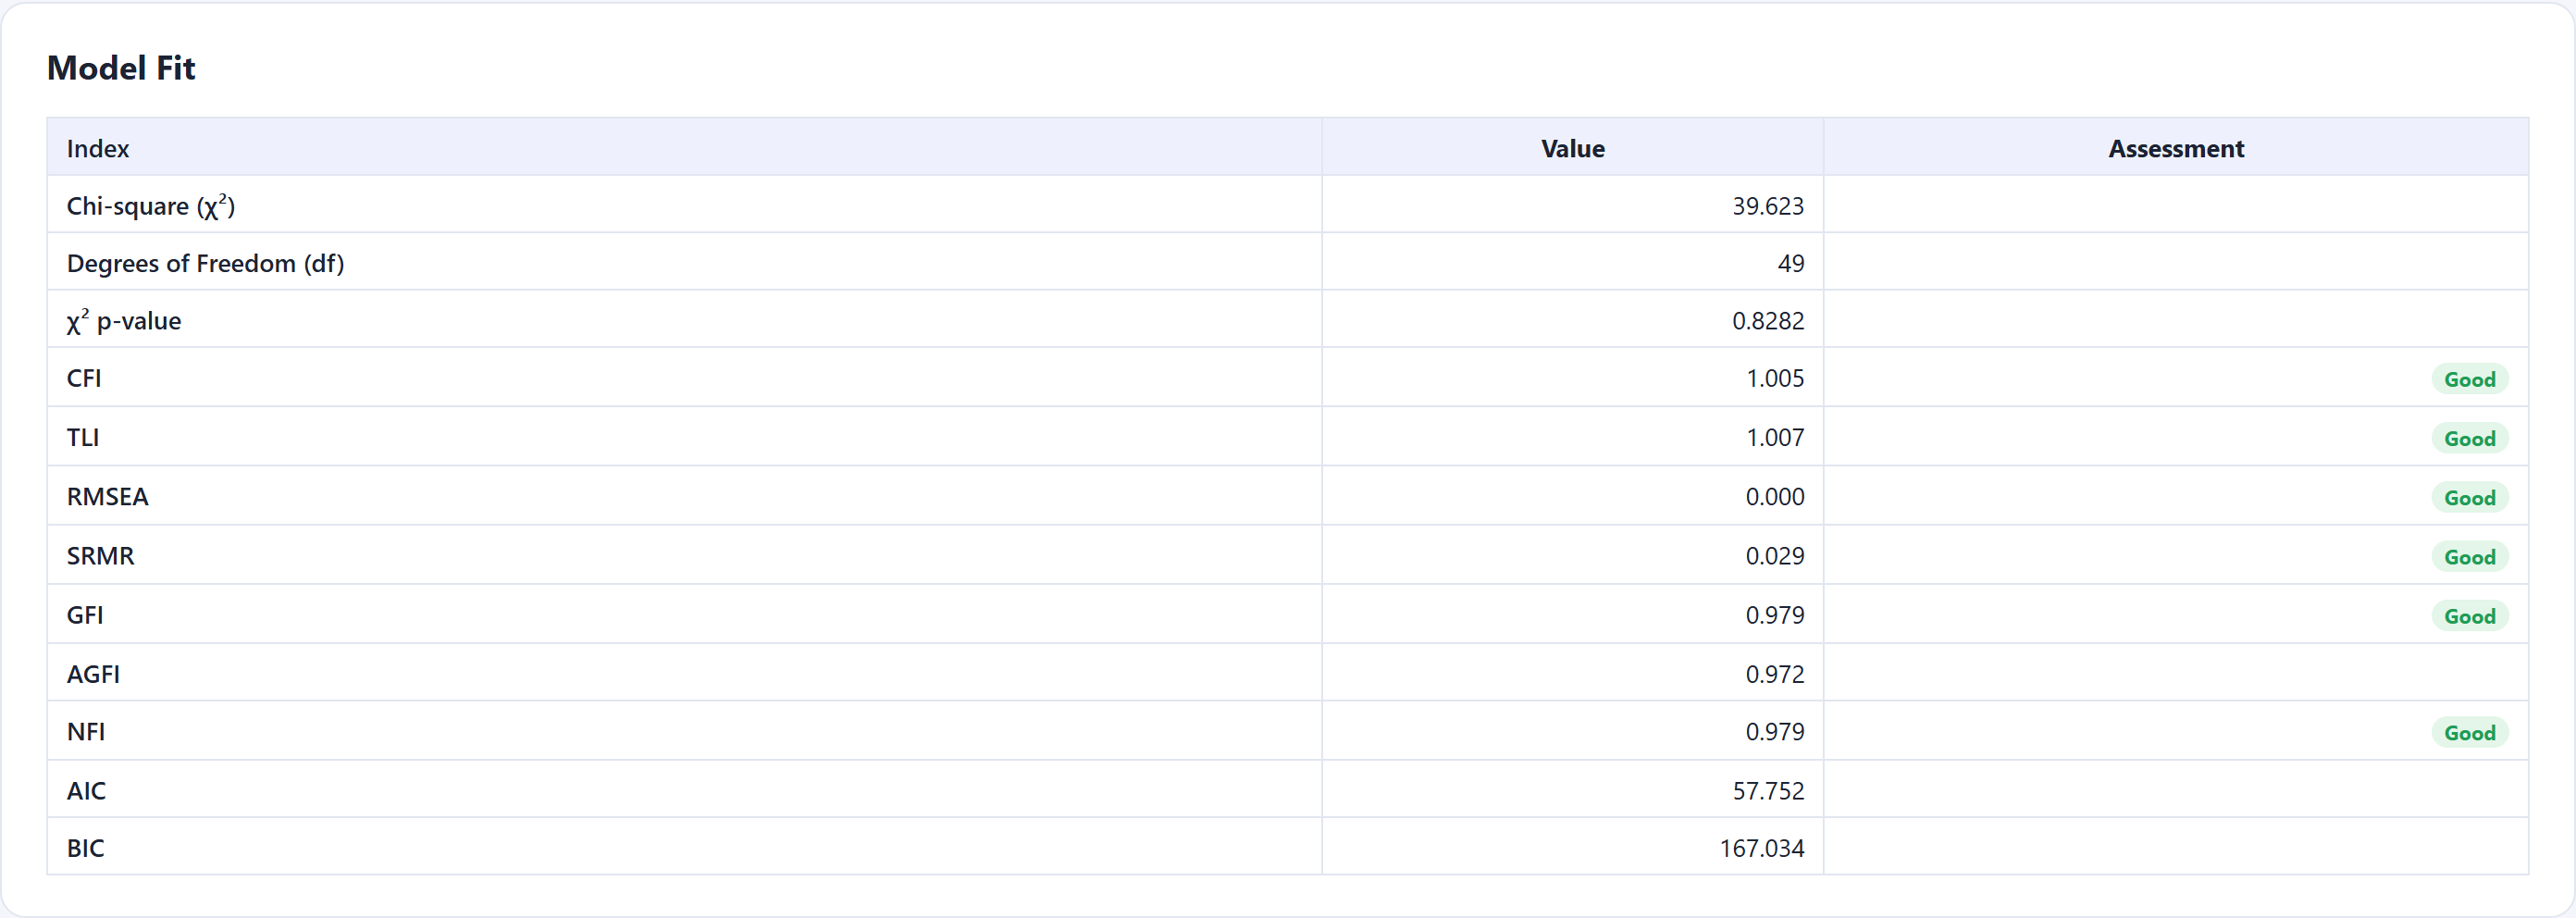 Model Fit
Index Value Assessment
Chi-square (χ²) 39.623
Degrees of Freedom (df) 49
χ² p-value 0.8282
CFI 1.005 Good
TLI 1.007 Good
RMSEA 0.000 Good
SRMR 0.029 Good
GFI 0.979 Good
AGFI 0.972
NFI 0.979 Good
AIC 57.752
BIC 167.034